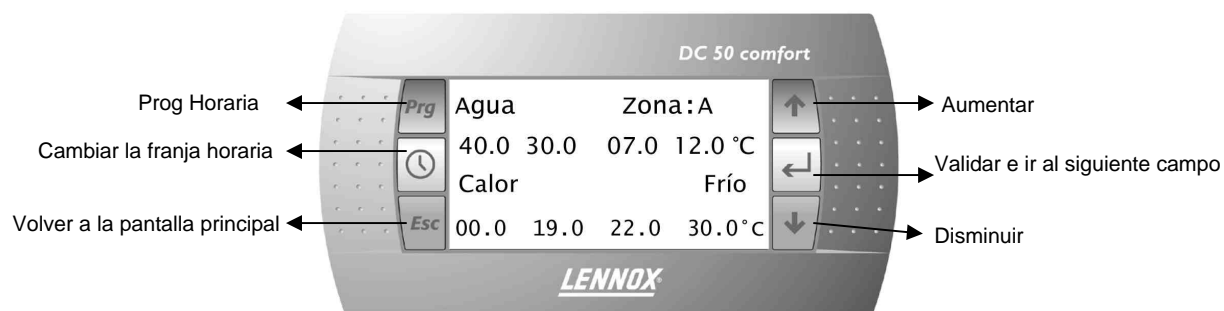 DC 50 comfort
Prog Horaria
Prg
Agua Zona:A
Aumentar
Cambiar la franja horaria
40.0 30.0 07.0 12.0 °C
Validar e ir al siguiente campo
Calor Frío
Volver a la pantalla principal
Esc
00.0 19.0 22.0 30.0°c
Disminuir
LENNOX